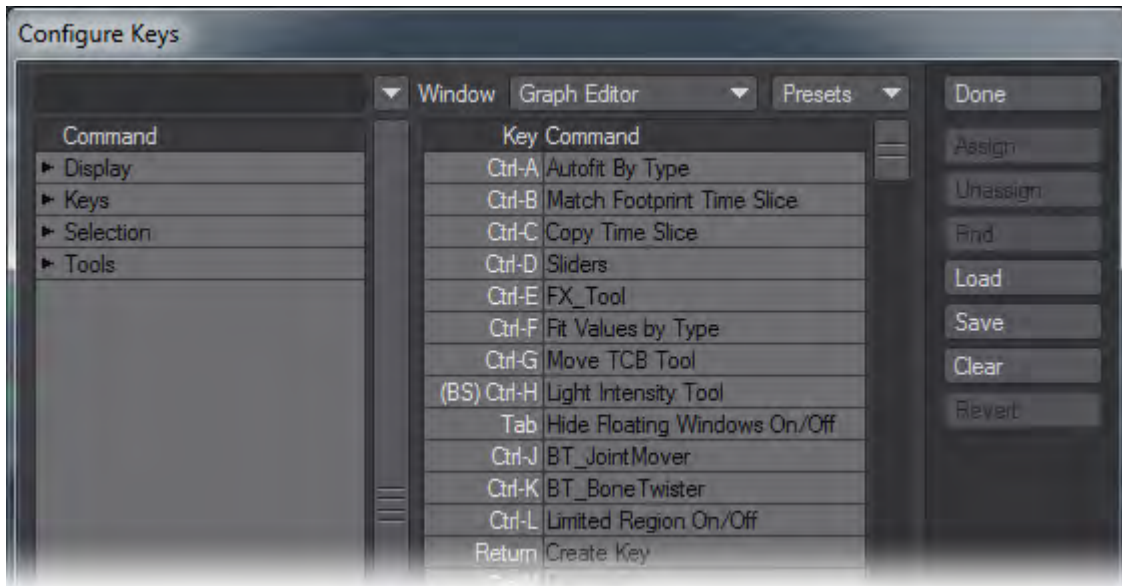 Configure Keys
Window Graph Editor Presets Done
Command
Display
Keys
Selection
Tools
Key Command
Ctrl-A Autofit By Type
Ctrl-B Match Footprint Time Slice
Ctrl-C Copy Time Slice
Ctrl-D Sliders
Ctrl-E FX_Tool
Ctrl-F Fit Values by Type
Ctrl-G Move TCB Tool
(BS) Ctrl-H Light Intensity Tool
Tab Hide Floating Windows On/Off
Ctrl-J BT_JointMover
Ctrl-K BT_BoneTwister
Ctrl-L Limited Region On/Off
Return Create Key
Assign
Unassign
Find
Load
Save
Clear
Revert